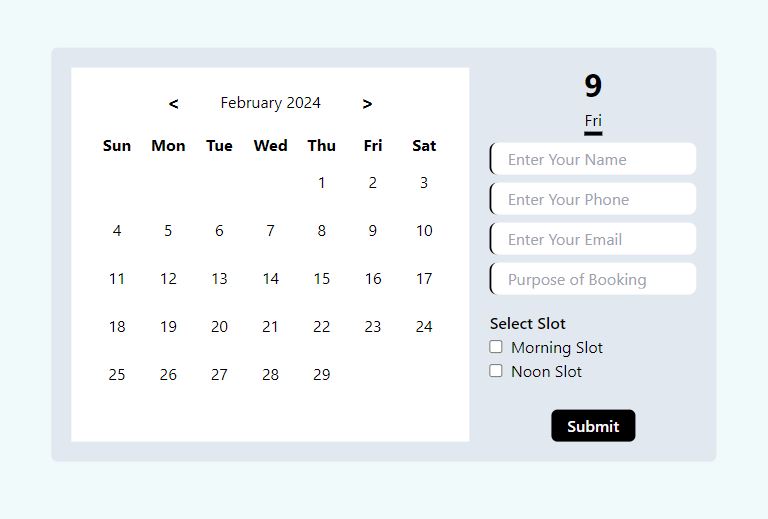 < February 2024 >
Sun Mon Tue Wed Thu Fri Sat
1 2 3
4 5 6 7 8 9 10
11 12 13 14 15 16 17
18 19 20 21 22 23 24
25 26 27 28 29
9
Fri
Enter Your Name
Enter Your Phone
Enter Your Email
Purpose of Booking
Select Slot
Morning Slot
Noon Slot
Submit